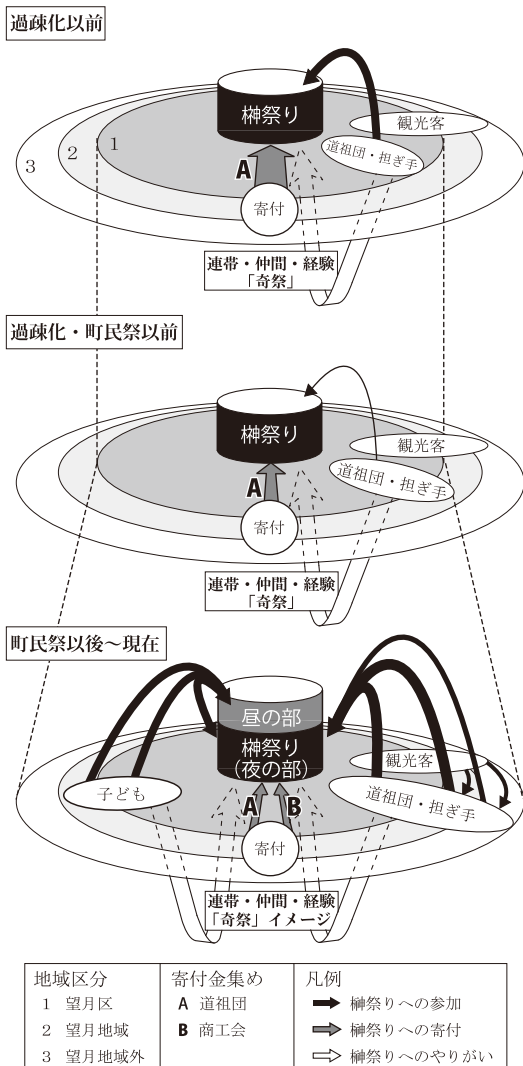 過疎化以前
榊祭り
観光客
道祖団・担ぎ手
1
2
3
A
寄付
連帯・仲間・経験
「奇祭」
過疎化・町民祭以前
榊祭り
観光客
道祖団・担ぎ手
A
寄付
連帯・仲間・経験
「奇祭」
町民祭以後～現在
昼の部
榊祭り
(夜の部)
観光客
子ども
道祖団・担ぎ手
A
B
寄付
連帯・仲間・経験
「奇祭」イメージ
地域区分
1 望月区
2 望月地域
3 望月地域外
寄付金集め
A 道祖団
B 商工会
凡例
榊祭りへの参加
榊祭りへの寄付
榊祭りへのやりがい